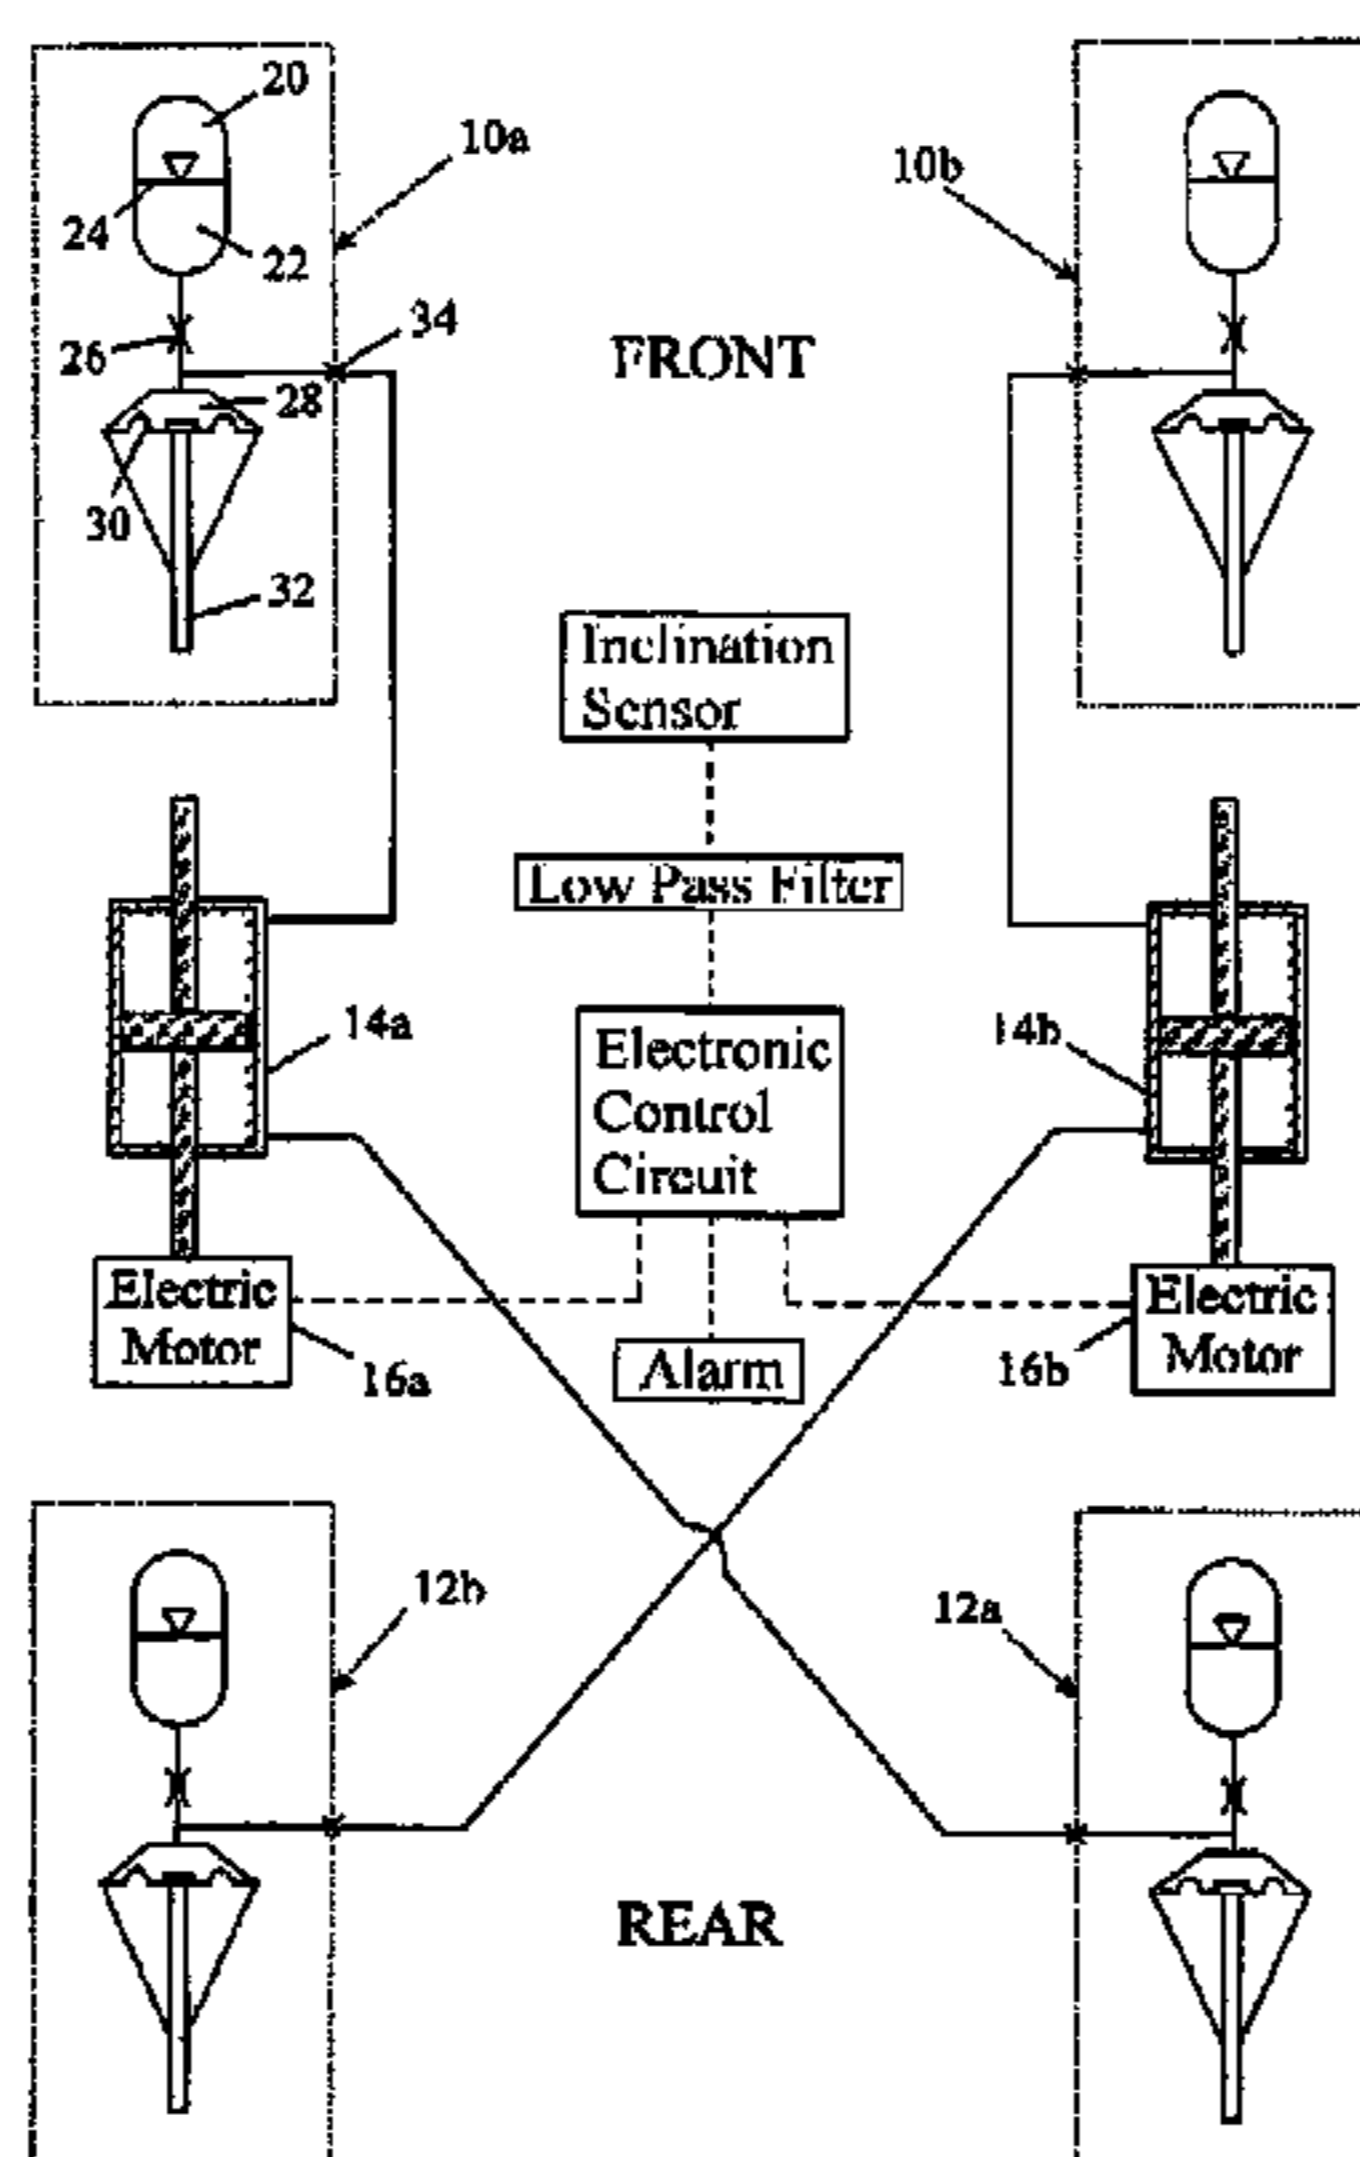 20
10a
10b
24
22
34
26
FRONT
28
30
32
Inclination
Sensor
Low Pass Filter
14a
14b
Electronic
Control
Circuit
Electric
Motor
Electric
Motor
16a
Alarm
16b
12b
12a
REAR